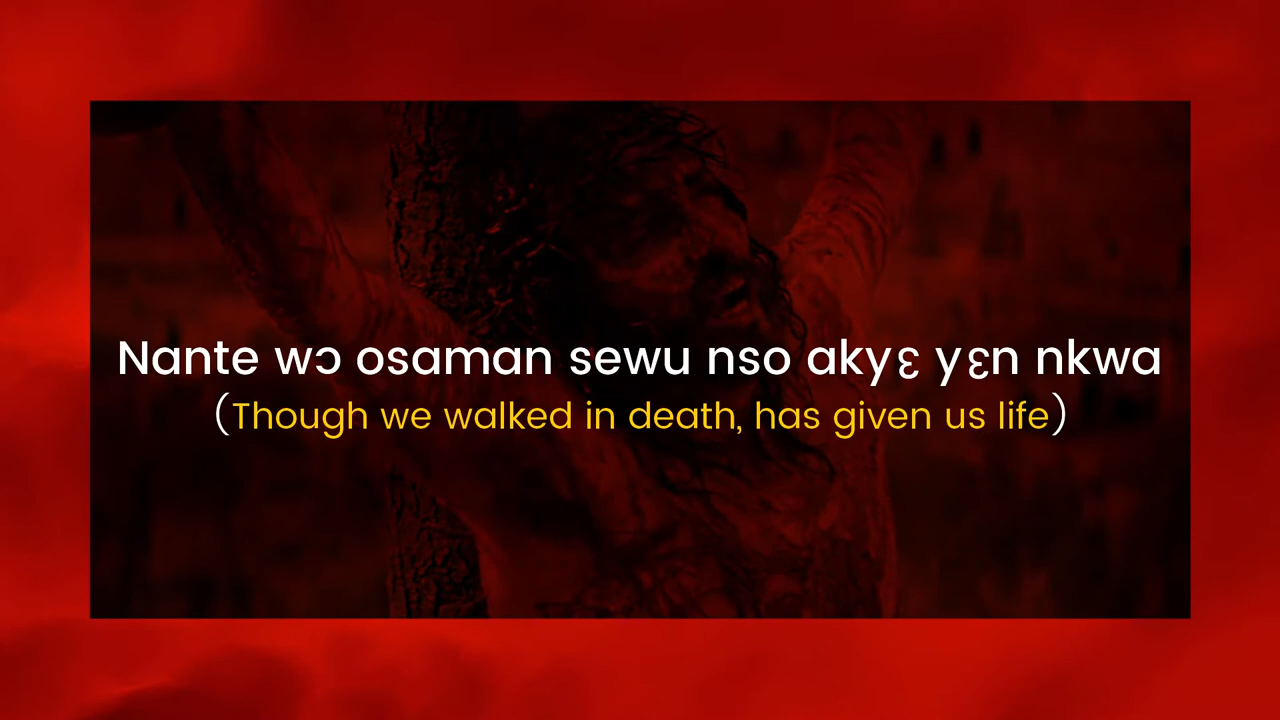 Nante wɔ osaman sewu nso akyɛ yɛn nkwa
(Though we walked in death, has given us life)